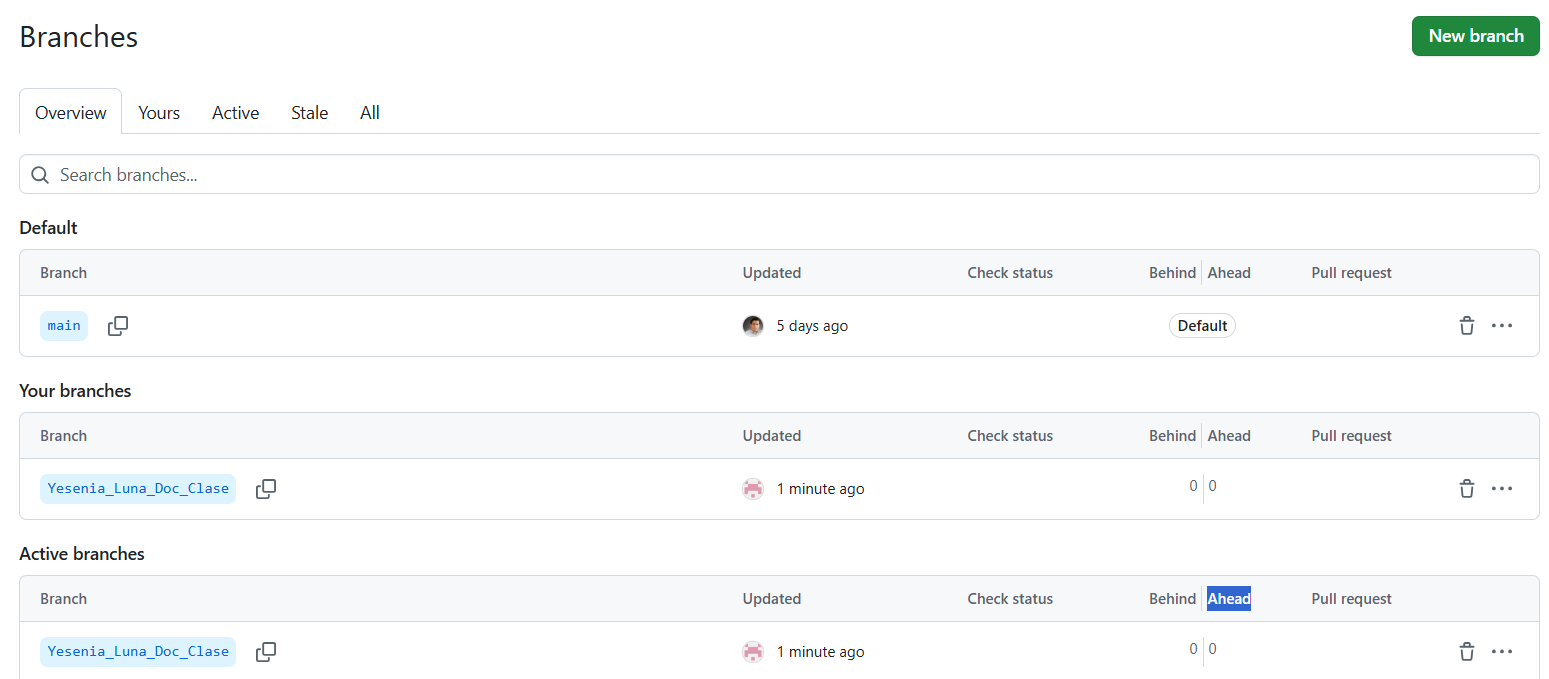 Branches
New branch
Overview Yours Active Stale All
Search branches...
Default
Branch Updated Check status Behind Ahead Pull request
main 5 days ago Default
Your branches
Branch Updated Check status Behind Ahead Pull request
Yesenia_Luna_Doc_Clase 1 minute ago 0 0
Active branches
Branch Updated Check status Behind Ahead Pull request
Yesenia_Luna_Doc_Clase 1 minute ago 0 0